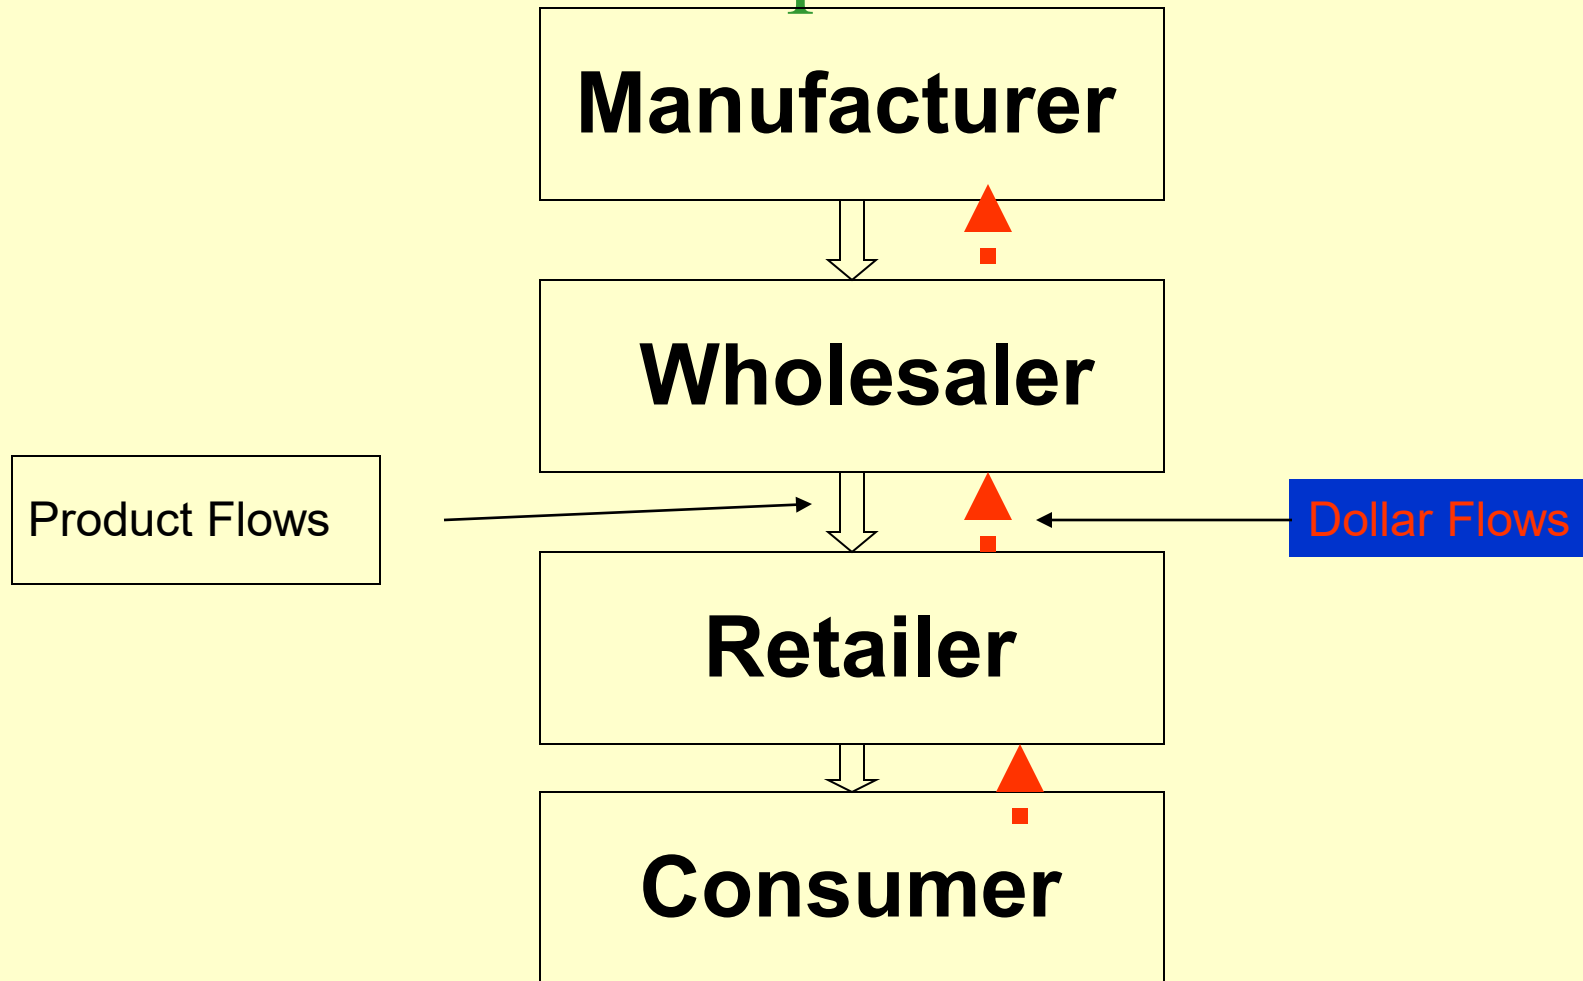 Manufacturer
Wholesaler
Product Flows
Dollar Flows
Retailer
Consumer